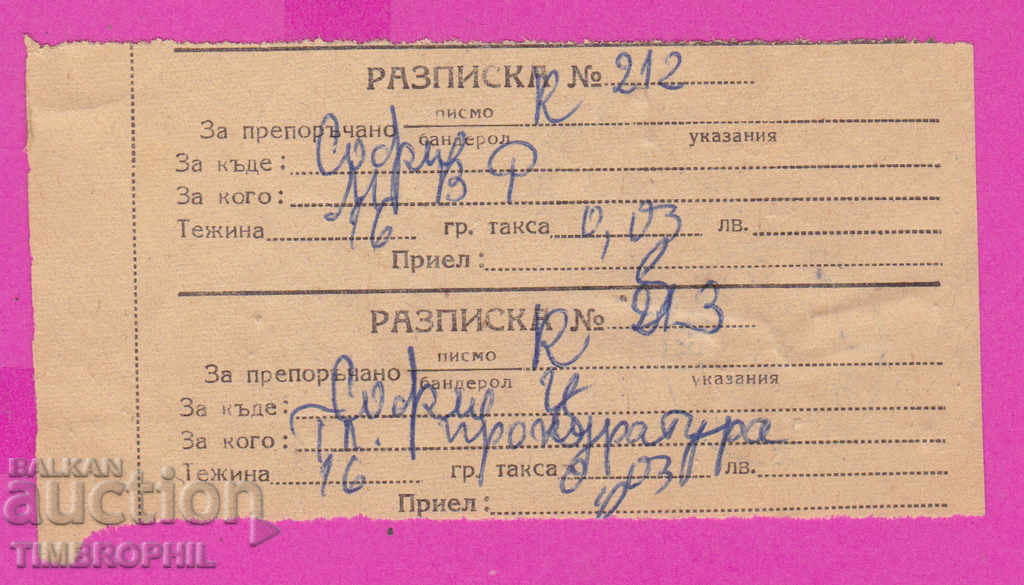 РАЗПИСКА № 212
писмо К
За препоръчано бандерол указания
За къде: София
За кого: М В Р
Тежина 16 гр. такса 0,03 лв.
Приел:
РАЗПИСКА № 213
писмо К
За препоръчано бандерол указания
За къде: София
За кого: Гл. прокуратура
Тежина 16 гр. такса 0,03 лв.
Приел:
BALKAN
auction
TIMBROPHIL